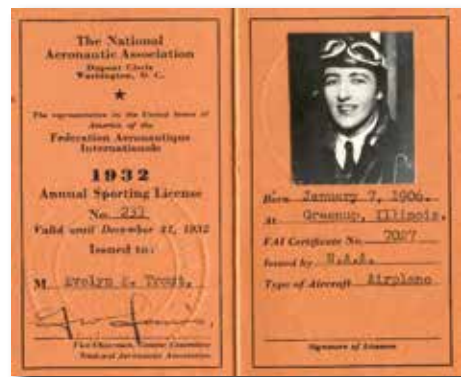 The National
Aeronautic Association
Dupont Circle
Washington, D. C.
The representative in the United States of
America of the
Federation Aeronautique
Internationale
1932
Annual Sporting License
No. 233
Valid until December 31, 1932
Issued to:
M Evelyn S. Trout,
Vice-Chairman, Contest Committee
National Aeronautic Association
Born January 7, 1906.
At Greenup, Illinois.
FAI Certificate No. 7027
Issued by N.A.A.
Type of Aircraft Airplane
Signature of Licensee